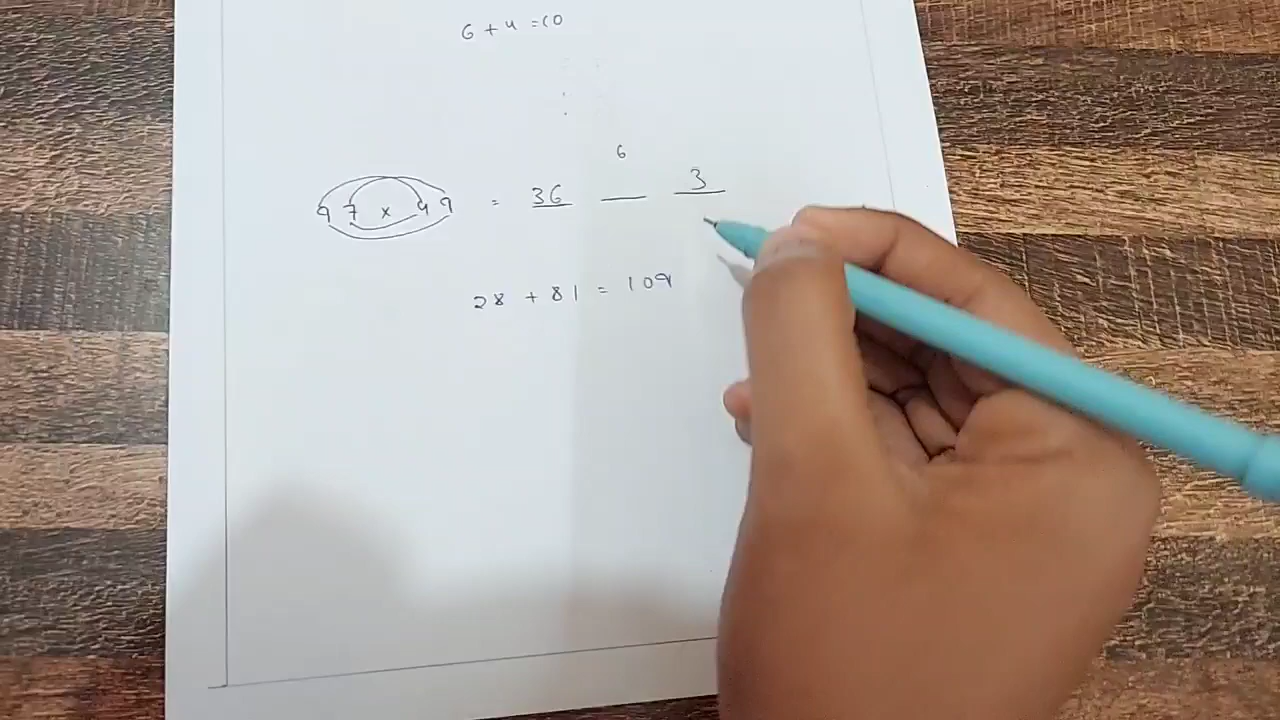 6 + 4 = 10
6
97 x 49 = 36 __ 3
28 + 81 = 109